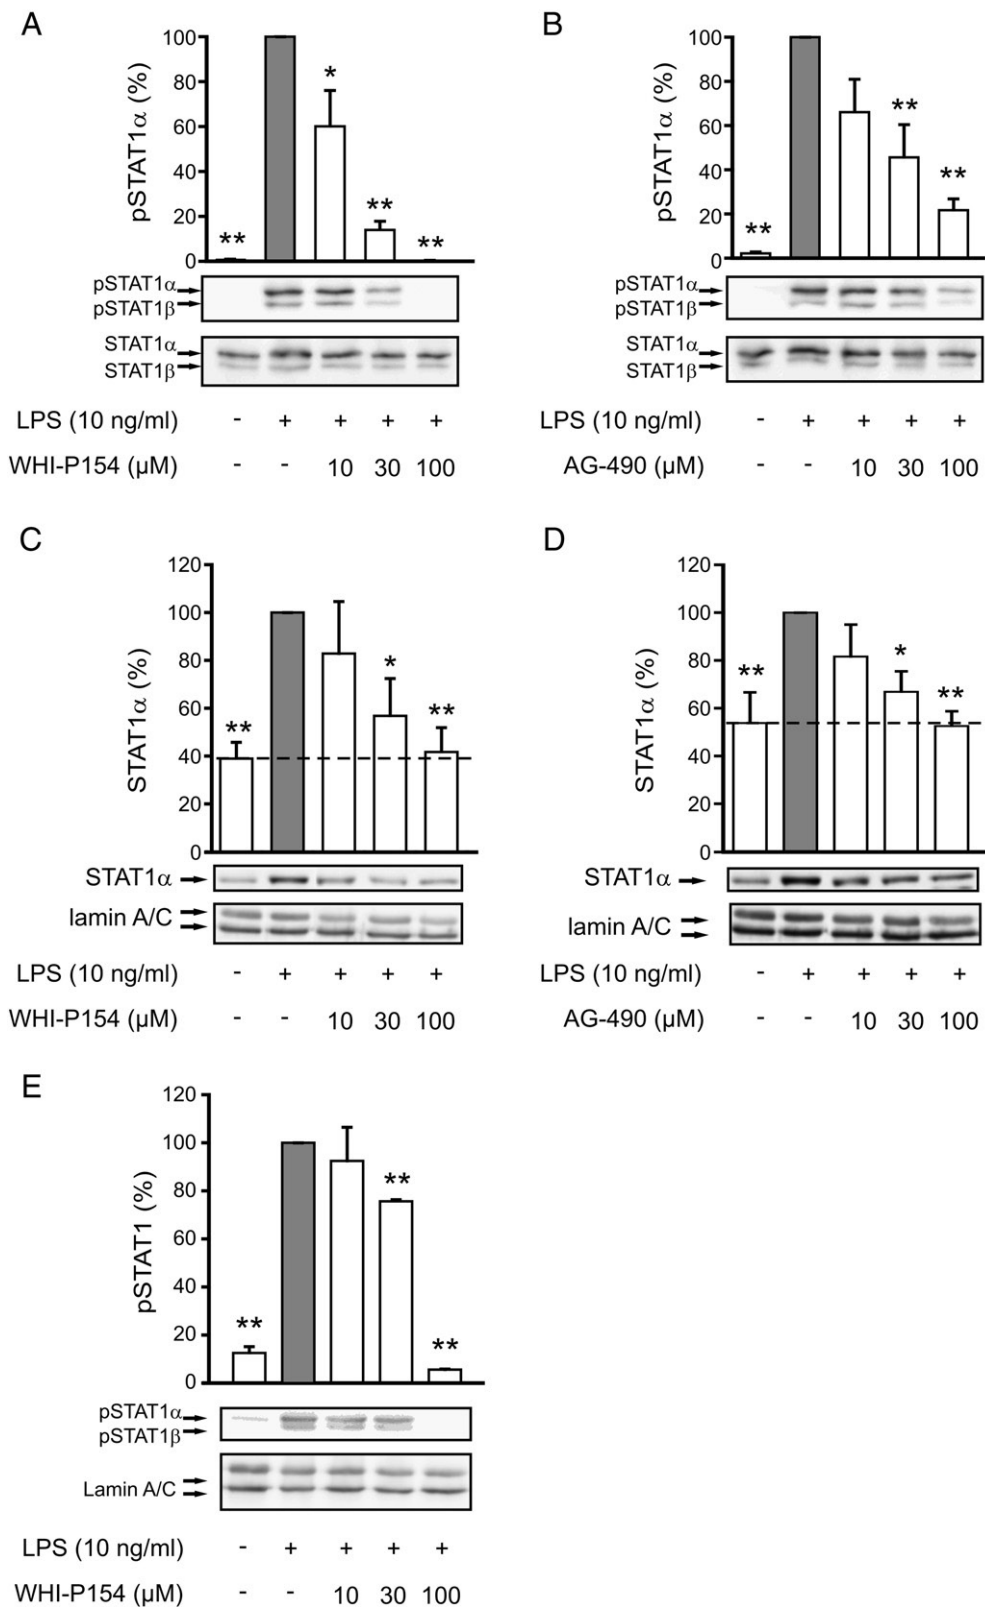 A
pSTAT1α (%)
100
80
60
40
20
0
**
*
**
**
pSTAT1α
pSTAT1β
STAT1α
STAT1β
LPS (10 ng/ml) - + + + +
WHI-P154 (µM) - - 10 30 100
B
pSTAT1α (%)
100
80
60
40
20
0
**
**
**
pSTAT1α
pSTAT1β
STAT1α
STAT1β
LPS (10 ng/ml) - + + + +
AG-490 (µM) - - 10 30 100
C
STAT1α (%)
120
100
80
60
40
20
0
**
*
**
STAT1α
lamin A/C
LPS (10 ng/ml) - + + + +
WHI-P154 (µM) - - 10 30 100
D
STAT1α (%)
120
100
80
60
40
20
0
**
*
**
STAT1α
lamin A/C
LPS (10 ng/ml) - + + + +
AG-490 (µM) - - 10 30 100
E
pSTAT1 (%)
120
100
80
60
40
20
0
**
**
**
pSTAT1α
pSTAT1β
Lamin A/C
LPS (10 ng/ml) - + + + +
WHI-P154 (µM) - - 10 30 100